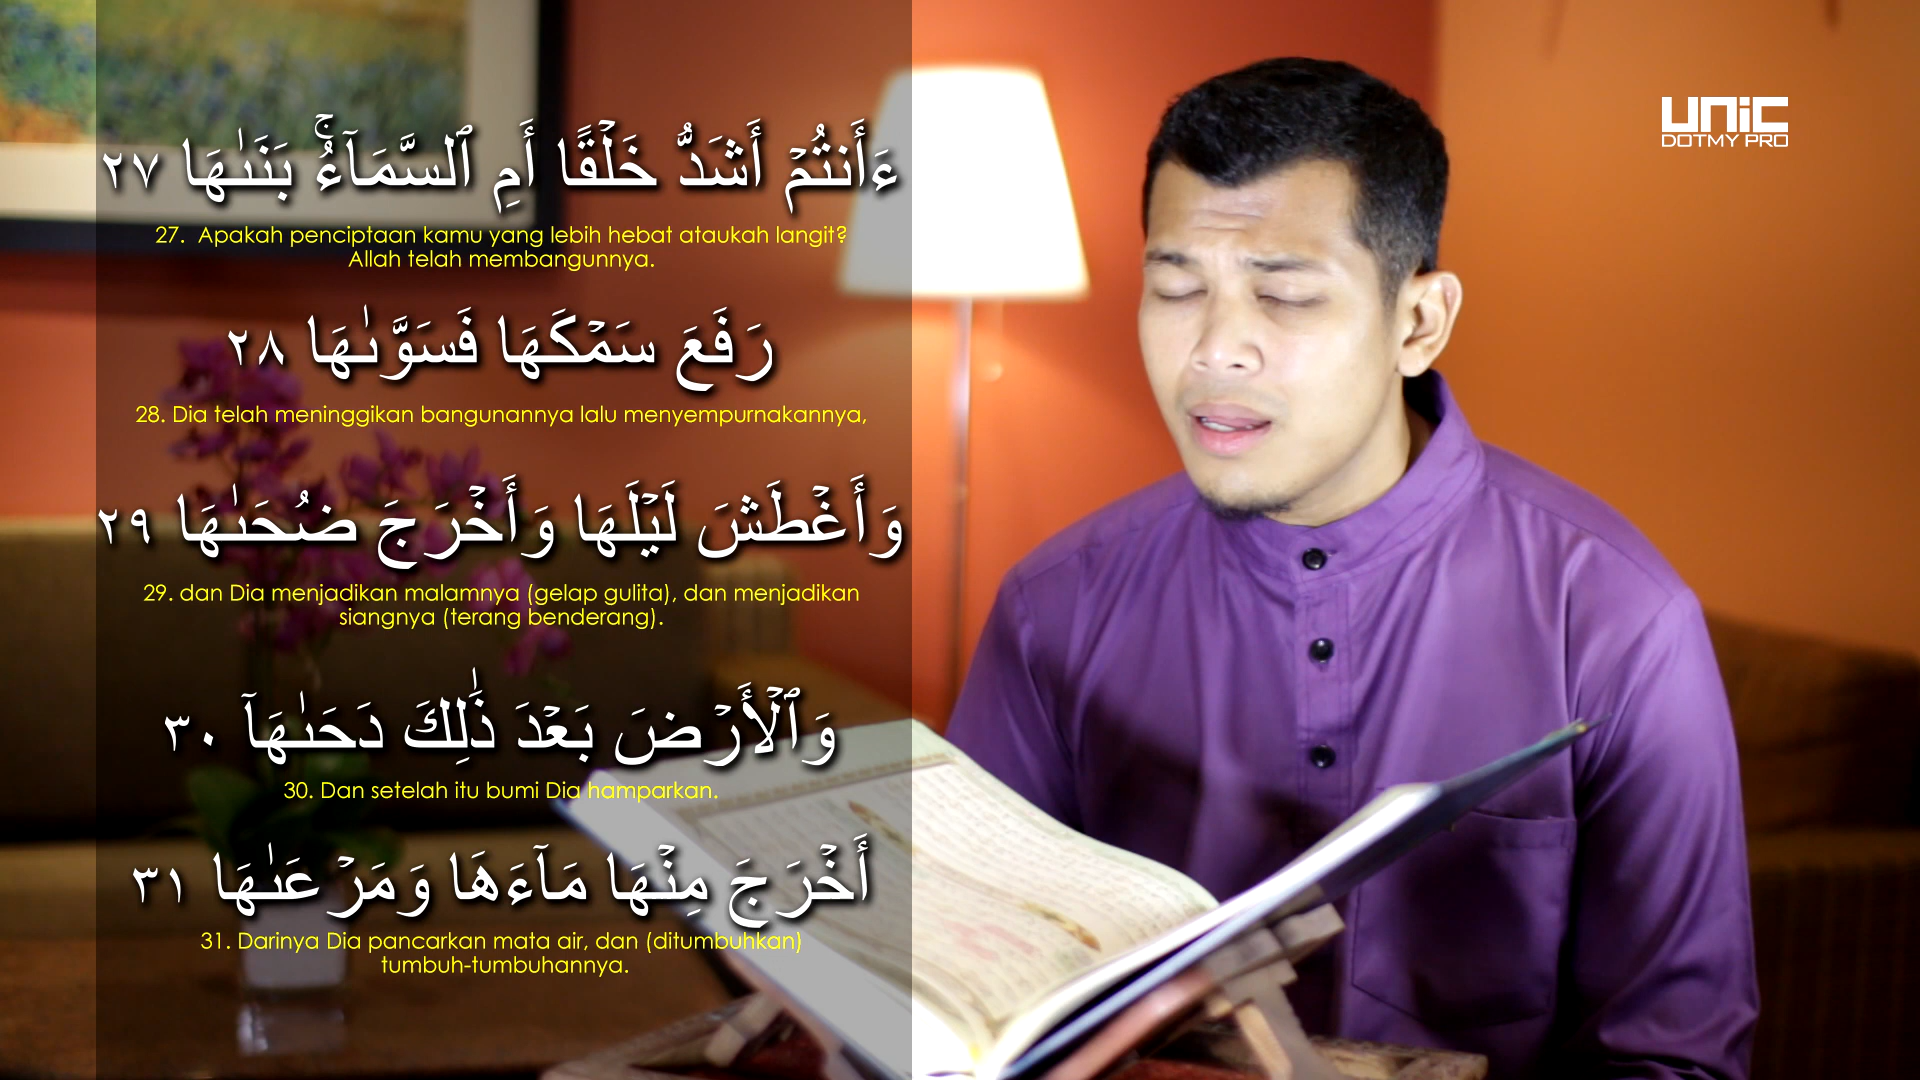 ءَأَنتُمۡ أَشَدُّ خَلۡقًا أَمِ ٱلسَّمَآءُۚ بَنَىٰهَا ٢٧
27. Apakah penciptaan kamu yang lebih hebat ataukah langit?
Allah telah membangunnya.
رَفَعَ سَمۡكَهَا فَسَوَّىٰهَا ٢٨
28. Dia telah meninggikan bangunannya lalu menyempurnakannya,
وَأَغۡطَشَ لَيۡلَهَا وَأَخۡرَجَ ضُحَىٰهَا ٢٩
29. dan Dia menjadikan malamnya (gelap gulita), dan menjadikan
siangnya (terang benderang).
وَٱلۡأَرۡضَ بَعۡدَ ذَٰلِكَ دَحَىٰهَآ ٣٠
30. Dan setelah itu bumi Dia hamparkan.
أَخۡرَجَ مِنۡهَا مَآءَهَا وَمَرۡعَىٰهَا ٣١
31. Darinya Dia pancarkan mata air, dan (ditumbuhkan)
tumbuh-tumbuhannya.
UNIC
DOTMY PRO